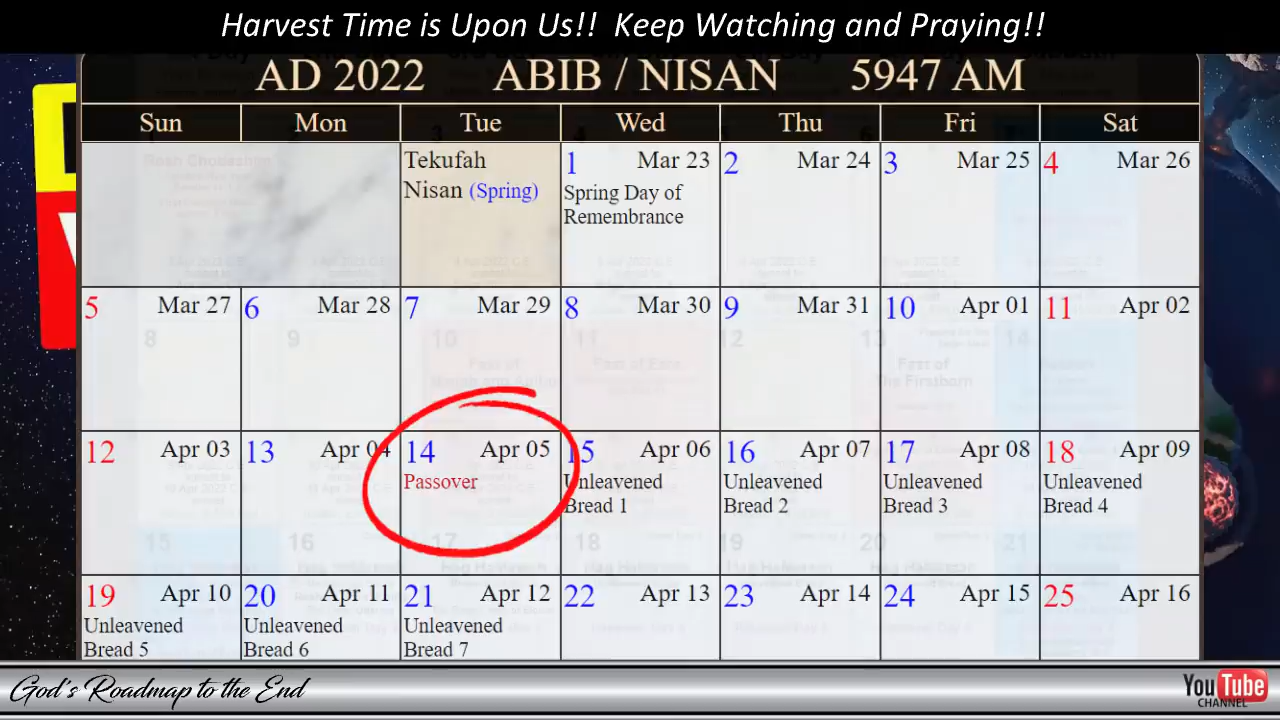 Harvest Time is Upon Us!! Keep Watching and Praying!!
AD 2022 ABIB / NISAN 5947 AM
Sun Mon Tue Wed Thu Fri Sat
Tekufah
Nisan (Spring)
1 Mar 23
Spring Day of
Remembrance
2 Mar 24
3 Mar 25
4 Mar 26
5 Mar 27
6 Mar 28
7 Mar 29
8 Mar 30
9 Mar 31
10 Apr 01
11 Apr 02
12 Apr 03
13 Apr 04
14 Apr 05
Passover
15 Apr 06
Unleavened
Bread 1
16 Apr 07
Unleavened
Bread 2
17 Apr 08
Unleavened
Bread 3
18 Apr 09
Unleavened
Bread 4
19 Apr 10
Unleavened
Bread 5
20 Apr 11
Unleavened
Bread 6
21 Apr 12
Unleavened
Bread 7
22 Apr 13
23 Apr 14
24 Apr 15
25 Apr 16
God's Roadmap to the End
YouTube
CHANNEL